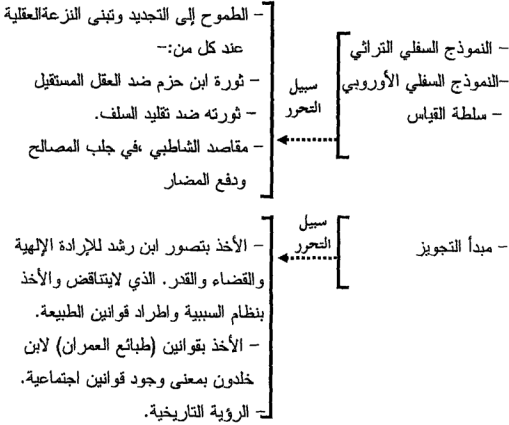 – النموذج السفلي التراثي
–النموذج السفلي الأوروبي
– سلطة القياس
سبيل
التحرر
– الطموح إلى التجديد وتبنى النزعةالعقلية
عند كل من:–
– ثورة ابن حزم ضد العقل المستقيل
– ثورته ضد تقليد السلف.
– مقاصد الشاطبي ،في جلب المصالح
ودفع المضار
– مبدأ التجويز
سبيل
التحرر
– الأخذ بتصور ابن رشد للإرادة الإلهية
والقضاء والقدر. الذي لايتناقض والأخذ
بنظام السببية واطراد قوانين الطبيعة.
– الأخذ بقوانين (طبائع العمران) لابن
خلدون بمعنى وجود قوانين اجتماعية.
– الرؤية التاريخية.